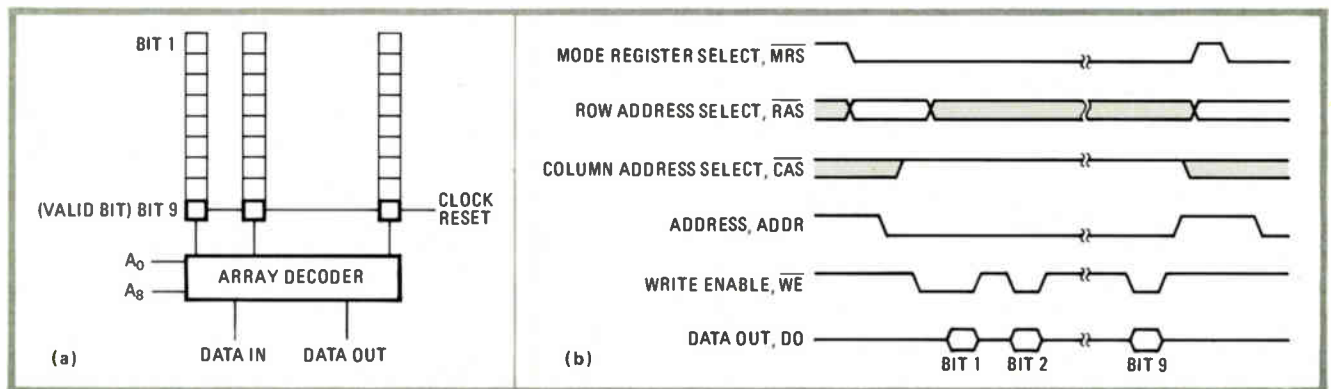 BIT 1
(VALID BIT) BIT 9
CLOCK
RESET
A0
A8
ARRAY DECODER
DATA IN
DATA OUT
(a)
MODE REGISTER SELECT, MRS
ROW ADDRESS SELECT, RAS
COLUMN ADDRESS SELECT, CAS
ADDRESS, ADDR
WRITE ENABLE, WE
DATA OUT, DO
BIT 1
BIT 2
BIT 9
(b)